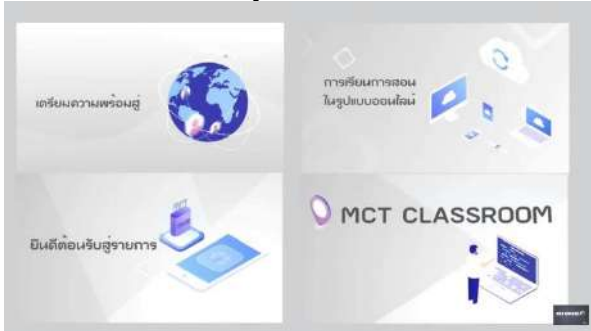 เตรียมความพร้อมสู่
การเรียนการสอน
ในรูปแบบออนไลน์
ยินดีต้อนรับสู่รายการ
MCT CLASSROOM